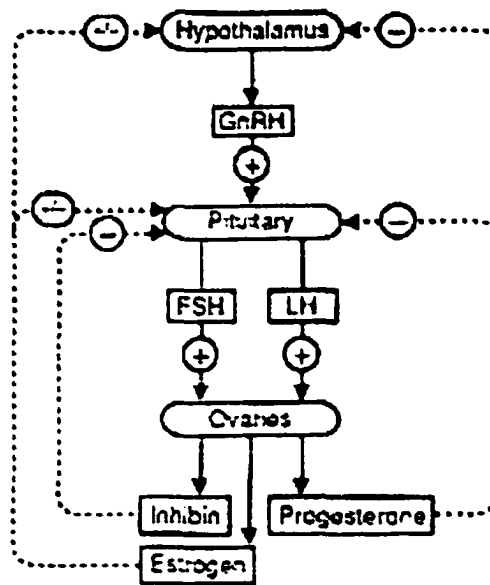 +/-
Hypothalamus
−
GnRH
+
+/-
Pituitary
−
−
FSH
LH
+
+
Ovaries
Inhibin
Progesterone
Estrogen